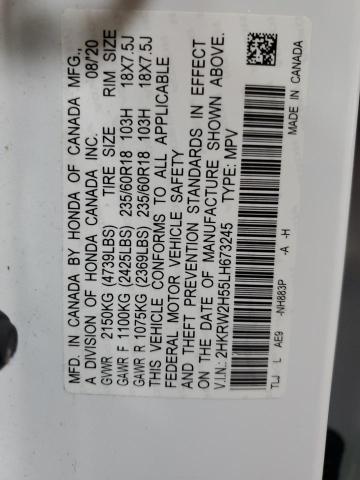 MFD. IN CANADA BY HONDA OF CANADA MFG.,
A DIVISION OF HONDA CANADA INC. 08/'20
GVWR 2150KG (4739LBS) TIRE SIZE RIM SIZE
GAWR F 1100KG (2425LBS) 235/60R18 103H 18X7.5J
GAWR R 1075KG (2369LBS) 235/60R18 103H 18X7.5J
THIS VEHICLE CONFORMS TO ALL APPLICABLE
FEDERAL MOTOR VEHICLE SAFETY
AND THEFT PREVENTION STANDARDS IN EFFECT
ON THE DATE OF MANUFACTURE SHOWN ABOVE.
V.I.N.: 2HKRW2H55LH673245 TYPE: MPV
TLJ L AE9 -NH883P -A -H MADE IN CANADA